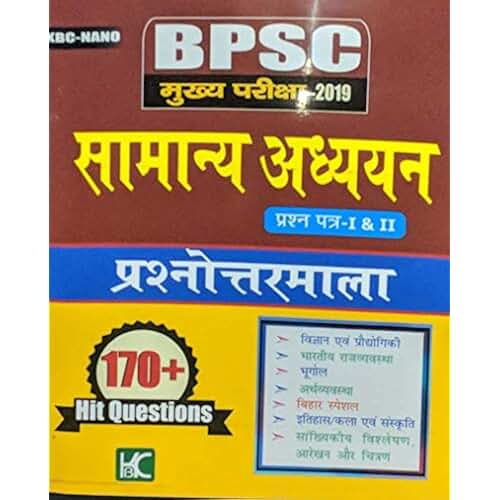 KBC-NANO
BPSC
मुख्य परीक्षा-2019
सामान्य अध्ययन
प्रश्न पत्र-I & II
प्रश्नोत्तरमाला
170+
Hit Questions
विज्ञान एवं प्रौद्योगिकी
भारतीय राजव्यवस्था
भूगोल
अर्थव्यवस्था
बिहार स्पेशल
इतिहास/कला एवं संस्कृति
सांख्यिकीय विश्लेषण,
आरेखन और चित्रण
KBC